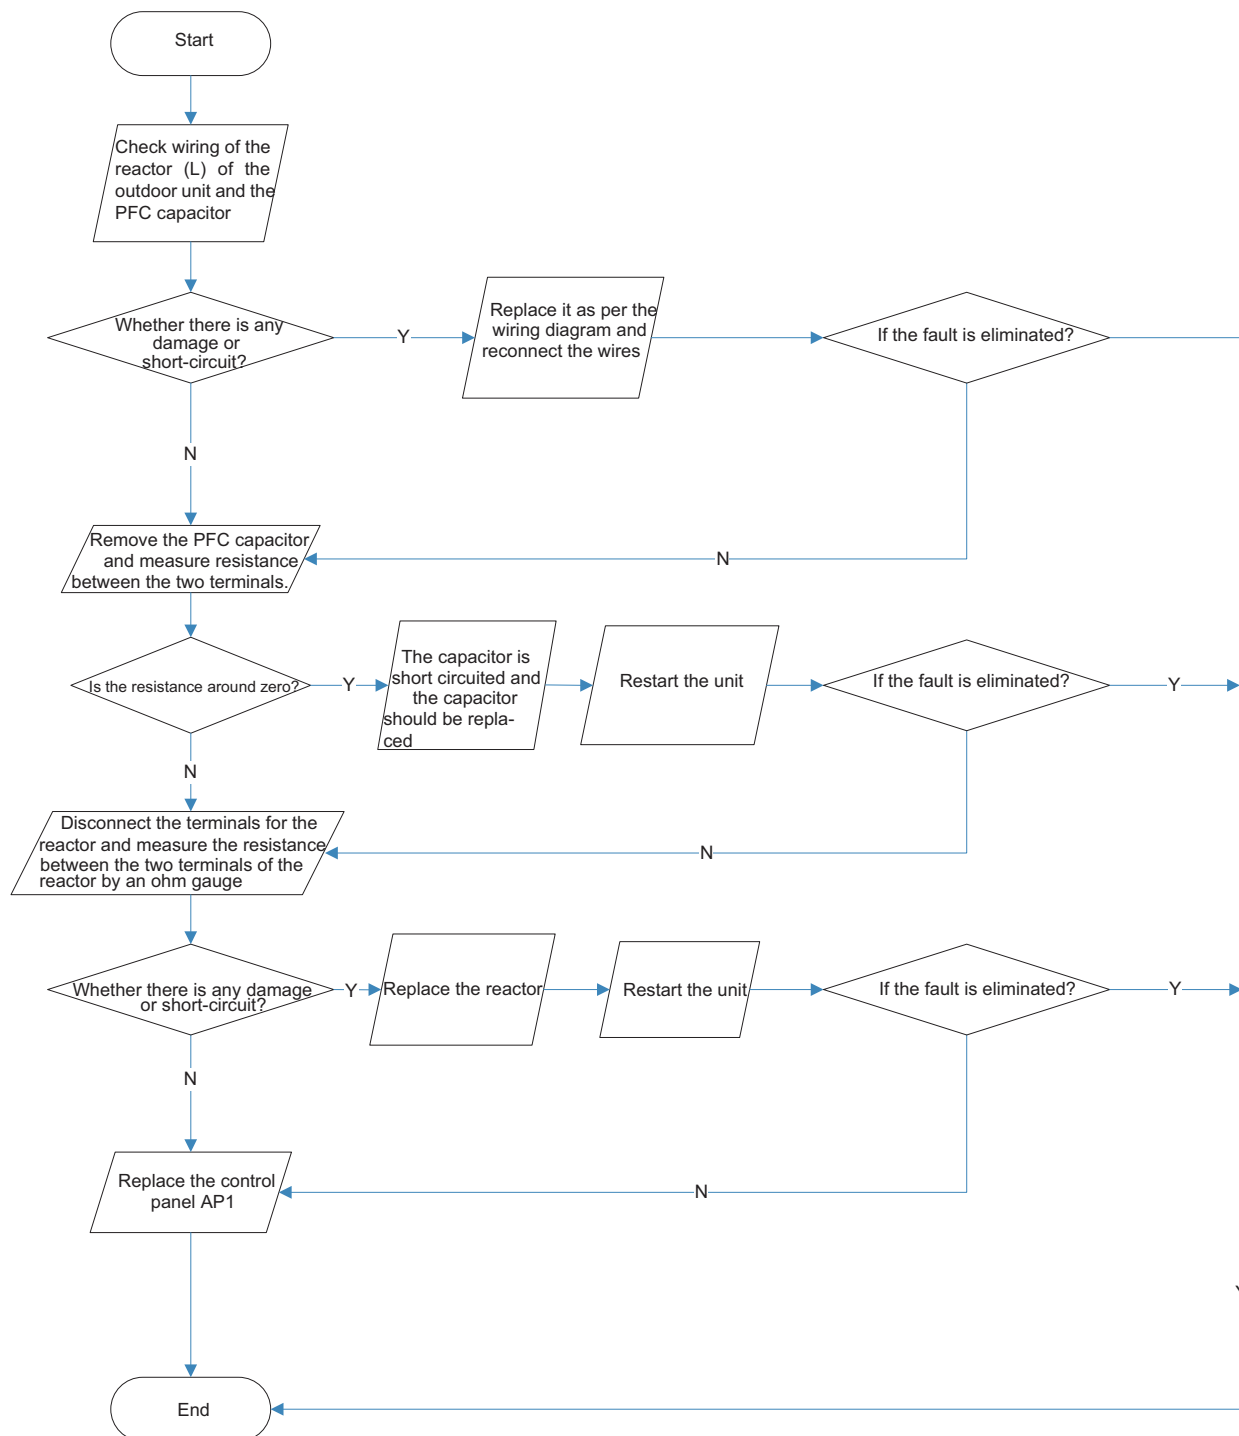 Start
Check wiring of the
reactor (L) of the
outdoor unit and the
PFC capacitor
Whether there is any
damage or
short-circuit?
Y
Replace it as per the
wiring diagram and
reconnect the wires
If the fault is eliminated?
N
Remove the PFC capacitor
and measure resistance
between the two terminals.
N
Is the resistance around zero?
Y
The capacitor is
short circuited and
the capacitor
should be repla-
ced
Restart the unit
If the fault is eliminated?
Y
N
Disconnect the terminals for the
reactor and measure the resistance
between the two terminals of the
reactor by an ohm gauge
N
Whether there is any damage
or short-circuit?
Y
Replace the reactor
Restart the unit
If the fault is eliminated?
Y
N
Replace the control
panel AP1
N
End